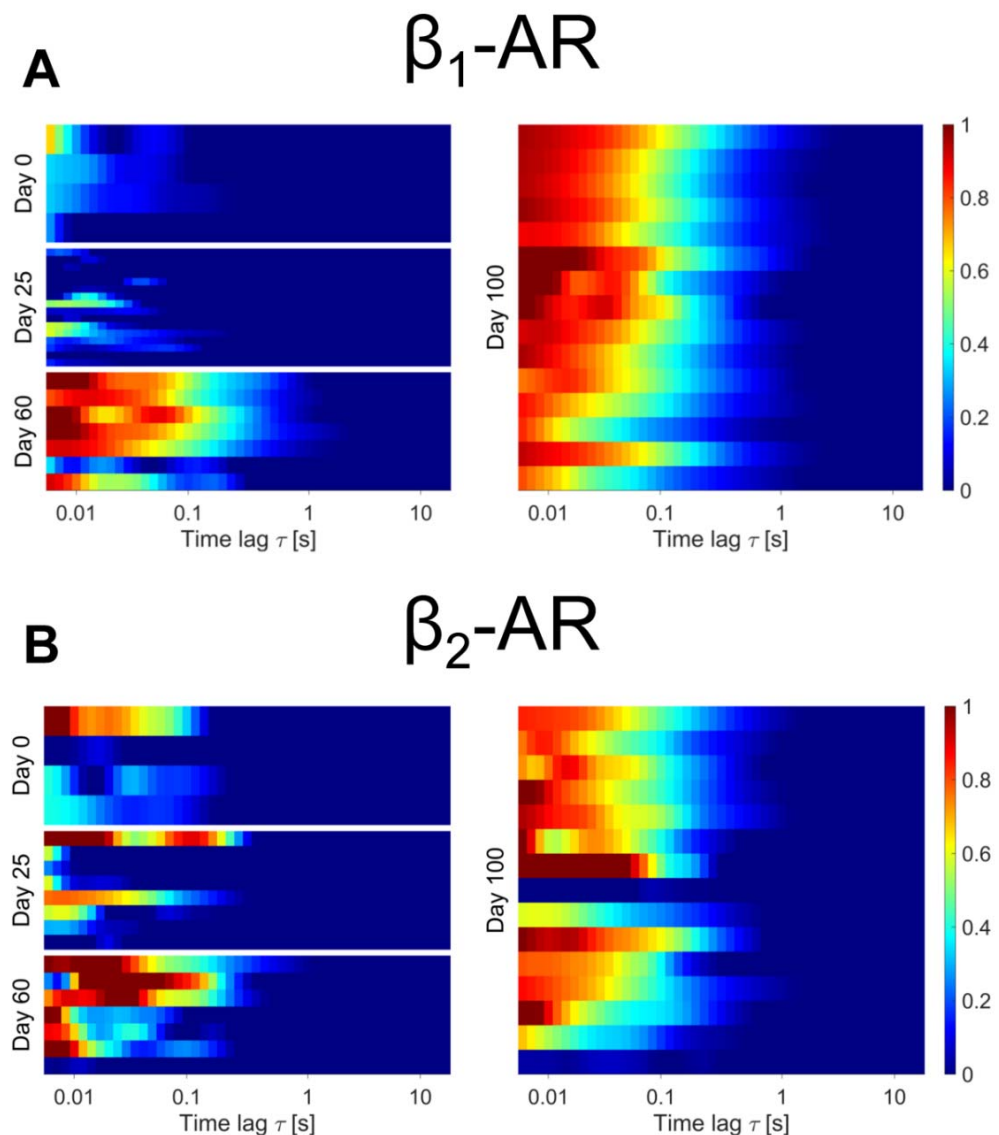 β₁-AR
A
Day 0
Day 25
Day 60
0.01 0.1 1 10
Time lag τ [s]
Day 100
0.01 0.1 1 10
Time lag τ [s]
1
0.8
0.6
0.4
0.2
0
β₂-AR
B
Day 0
Day 25
Day 60
0.01 0.1 1 10
Time lag τ [s]
Day 100
0.01 0.1 1 10
Time lag τ [s]
1
0.8
0.6
0.4
0.2
0